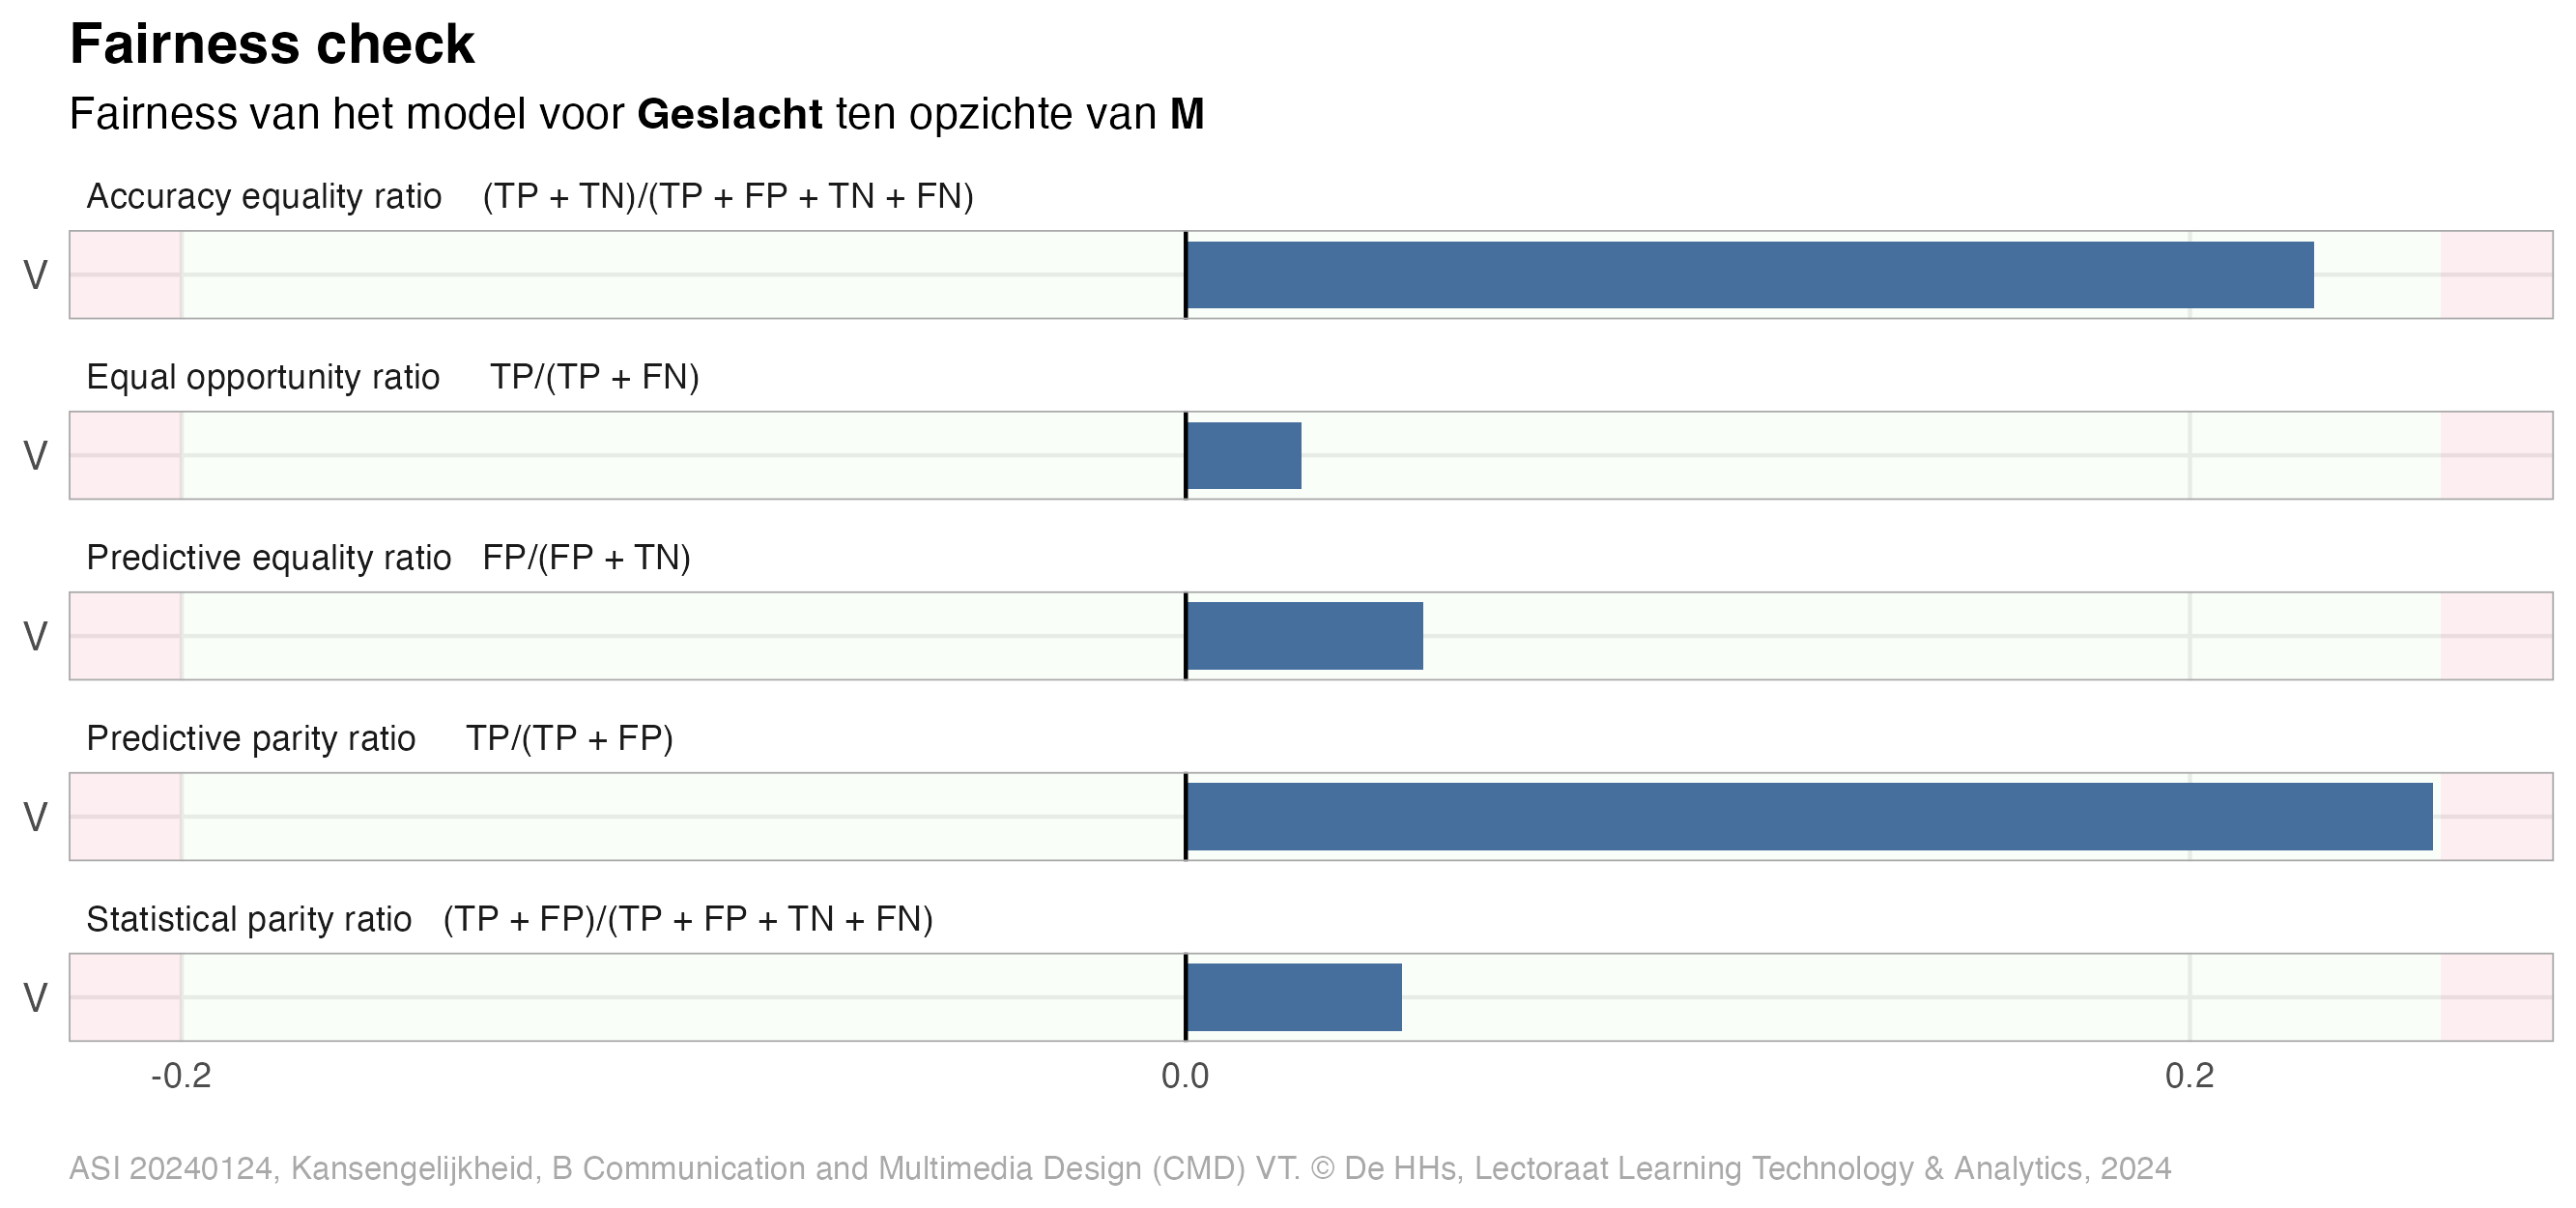 Fairness check
Fairness van het model voor Geslacht ten opzichte van M
Accuracy equality ratio (TP + TN)/(TP + FP + TN + FN)
V
Equal opportunity ratio TP/(TP + FN)
V
Predictive equality ratio FP/(FP + TN)
V
Predictive parity ratio TP/(TP + FP)
V
Statistical parity ratio (TP + FP)/(TP + FP + TN + FN)
V
-0.2 0.0 0.2
ASI 20240124, Kansengelijkheid, B Communication and Multimedia Design (CMD) VT. © De HHs, Lectoraat Learning Technology & Analytics, 2024